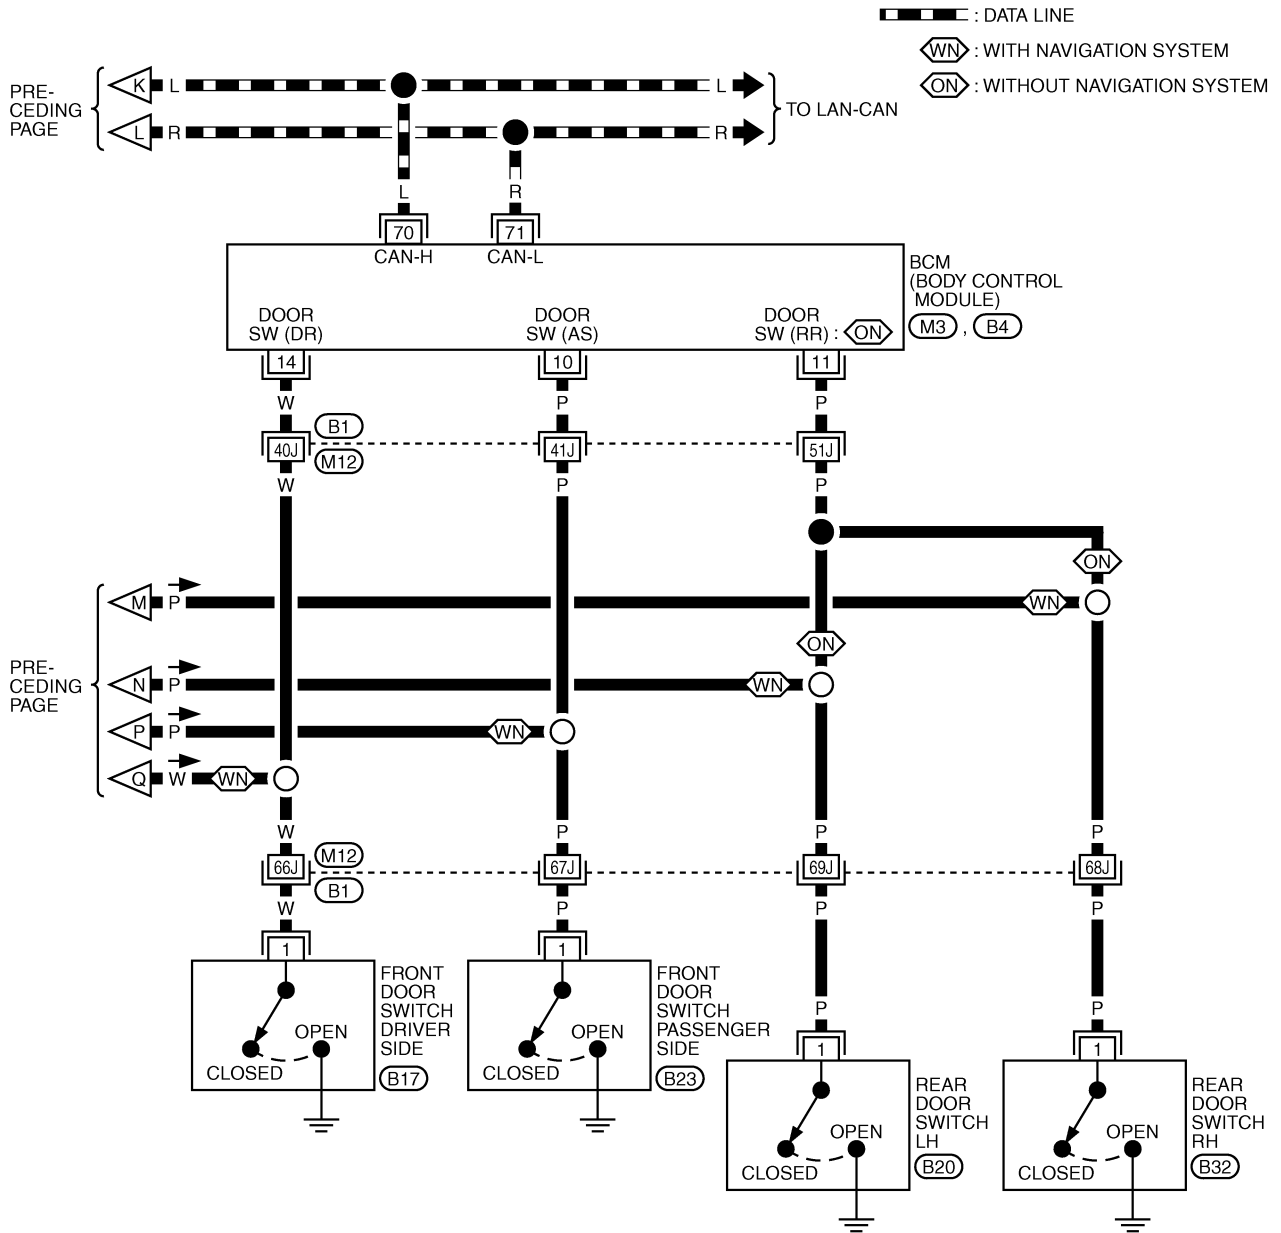 : DATA LINE
WN : WITH NAVIGATION SYSTEM
ON : WITHOUT NAVIGATION SYSTEM
PRE-
CEDING
PAGE
K L L
L R R
TO LAN-CAN
L R
70 71
CAN-H CAN-L
BCM
(BODY CONTROL
MODULE)
M3 , B4
DOOR
SW (DR)
DOOR
SW (AS)
DOOR
SW (RR) : ON
14 10 11
W P P
B1
40J 41J 51J
M12
W P P
ON
M P WN
PRE-
CEDING
PAGE
ON
N P WN
P P WN
Q W WN
W P P P
M12
66J 67J 69J 68J
B1
W P P P
1 1
FRONT
DOOR
SWITCH
DRIVER
SIDE
B17
OPEN
CLOSED
FRONT
DOOR
SWITCH
PASSENGER
SIDE
B23
OPEN
CLOSED
P P
1 1
REAR
DOOR
SWITCH
LH
B20
OPEN
CLOSED
REAR
DOOR
SWITCH
RH
B32
OPEN
CLOSED